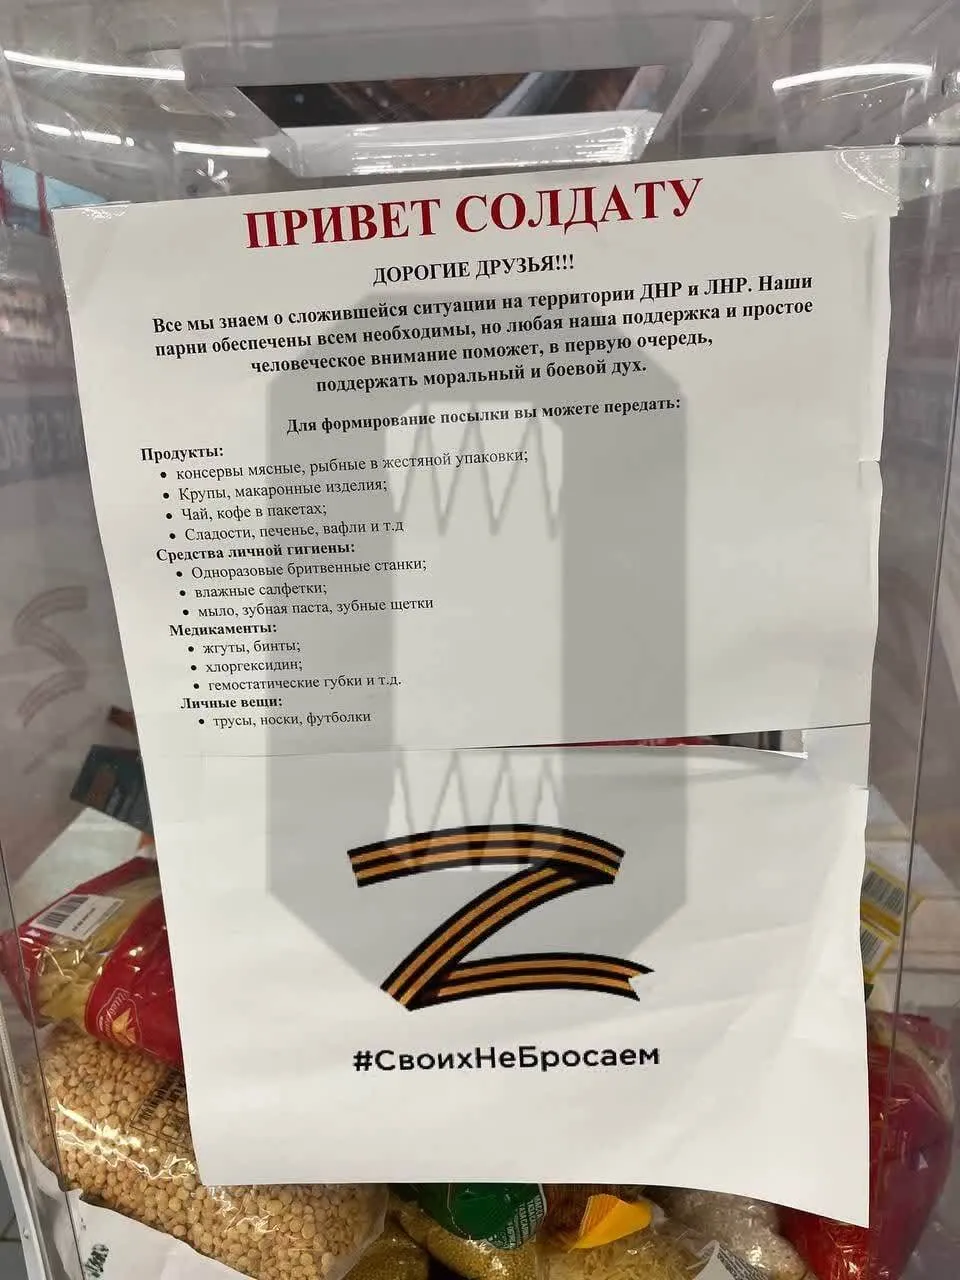 ПРИВЕТ СОЛДАТУ
ДОРОГИЕ ДРУЗЬЯ!!!
Все мы знаем о сложившейся ситуации на территории ДНР и ЛНР. Наши
парни обеспечены всем необходимы, но любая наша поддержка и простое
человеческое внимание поможет, в первую очередь,
поддержать моральный и боевой дух.
Для формирование посылки вы можете передать:
Продукты:
• консервы мясные, рыбные в жестяной упаковки;
• Крупы, макаронные изделия;
• Чай, кофе в пакетах;
• Сладости, печенье, вафли и т.д
Средства личной гигиены:
• Одноразовые бритвенные станки;
• влажные салфетки;
• мыло, зубная паста, зубные щетки
Медикаменты:
• жгуты, бинты;
• хлоргексидин;
• гемостатические губки и т.д.
Личные вещи:
• трусы, носки, футболки
Z
#СвоихНеБросаем